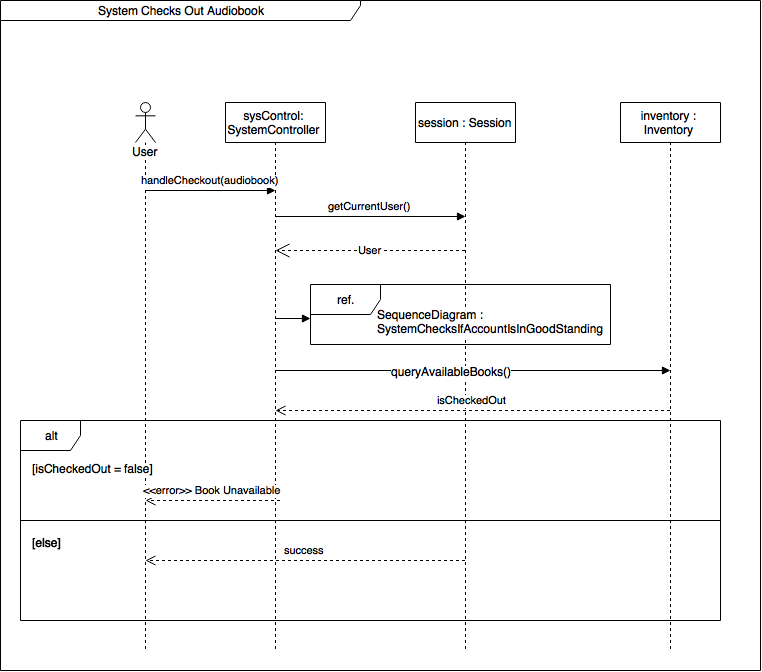 System Checks Out Audiobook
sysControl:
SystemController
session : Session
inventory :
Inventory
User
handleCheckout(audiobook)
getCurrentUser()
User
ref.
SequenceDiagram :
SystemChecksIfAccountIsInGoodStanding
queryAvailableBooks()
isCheckedOut
alt
[isCheckedOut = false]
<<error>> Book Unavailable
[else]
success